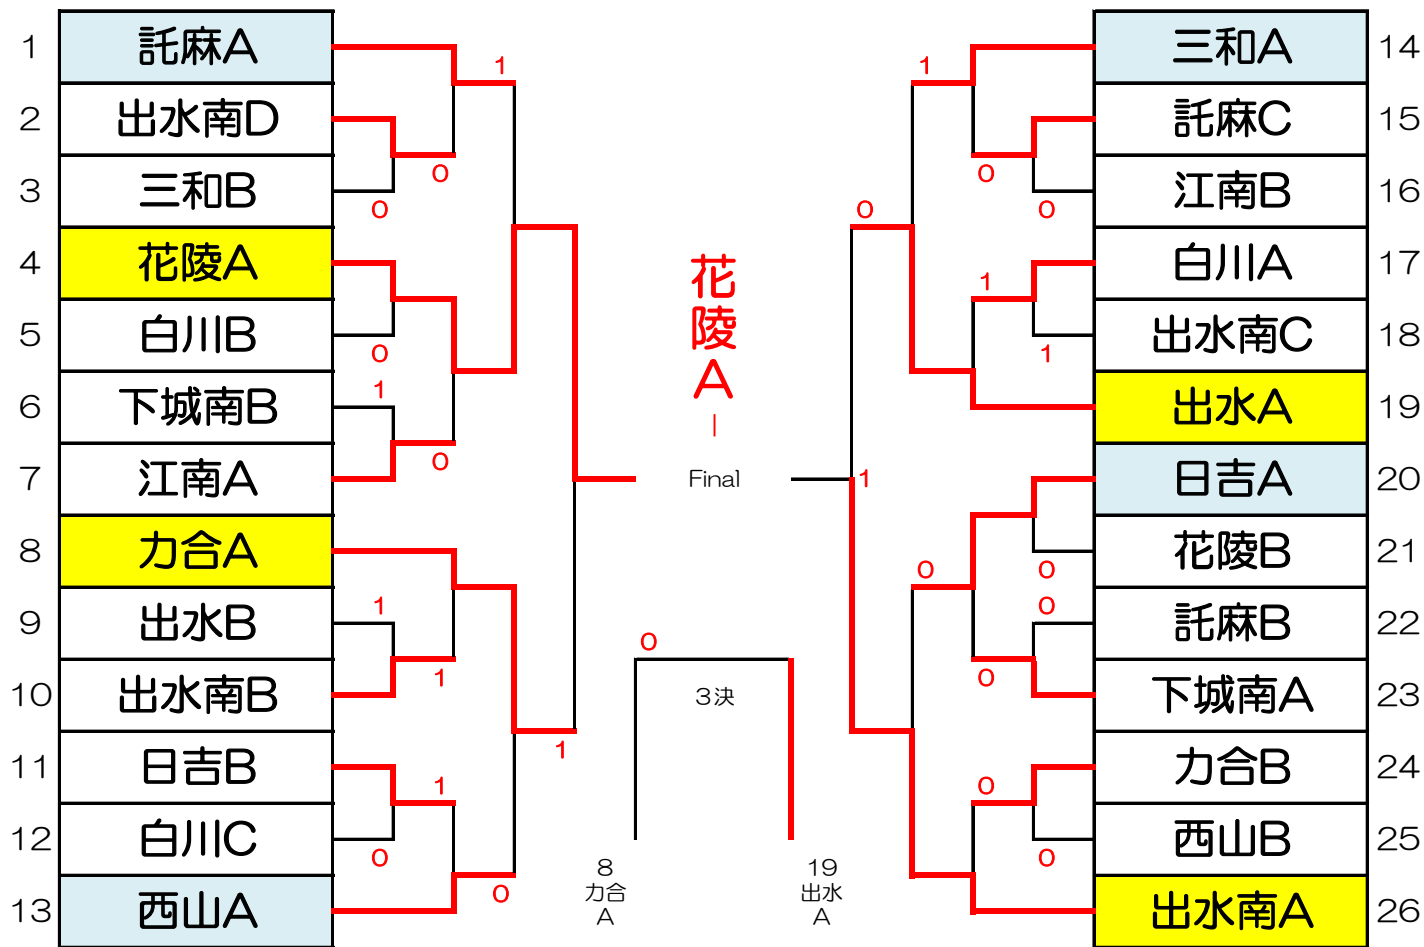 1 託麻A
2 出水南D
3 三和B
4 花陵A
5 白川B
6 下城南B
7 江南A
8 力合A
9 出水B
10 出水南B
11 日吉B
12 白川C
13 西山A
1
0
0
0
1
0
1
1
1
1
0
0
花陵A
–
Final
0
3決
8
力合
A
19
出水
A
1
0
0
0
1
1
1
0
0
0
0
0
0
三和A 14
託麻C 15
江南B 16
白川A 17
出水南C 18
出水A 19
日吉A 20
花陵B 21
託麻B 22
下城南A 23
力合B 24
西山B 25
出水南A 26